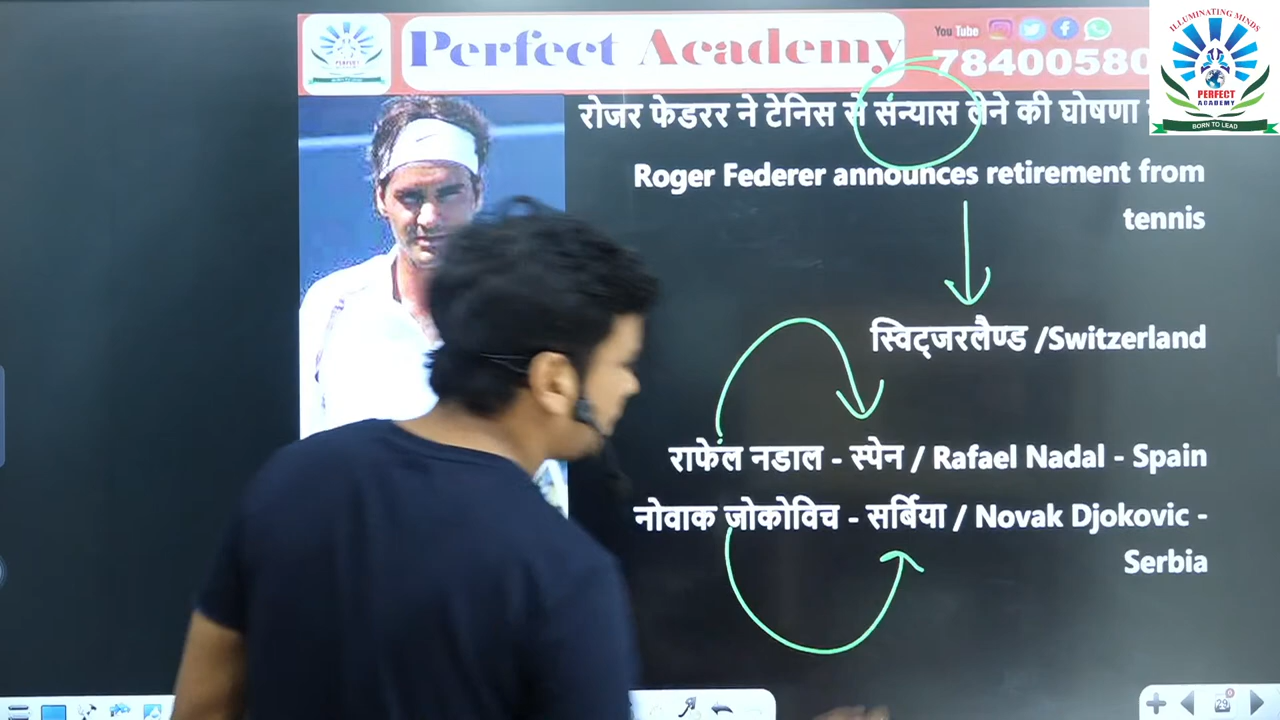 Perfect Academy
You Tube
78400580
ILLUMINATING MINDS
PERFECT
ACADEMY
BORN TO LEAD
रोजर फेडरर ने टेनिस से संन्यास लेने की घोषणा
Roger Federer announces retirement from
tennis
स्विट्जरलैण्ड /Switzerland
राफेल नडाल - स्पेन / Rafael Nadal - Spain
नोवाक जोकोविच - सर्बिया / Novak Djokovic -
Serbia
29